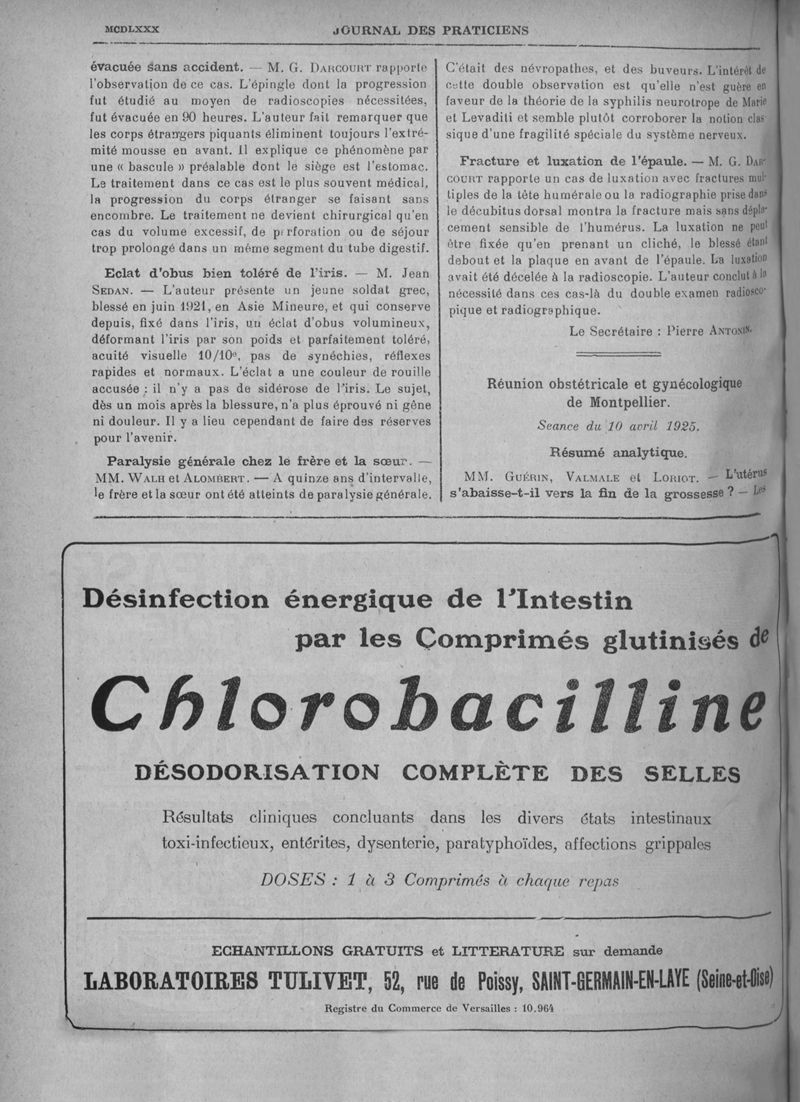 MCDLXXX
JOURNAL DES PRATICIENS
évacuée sans accident. — M. G. DARCOURT rapporte
l'observation de ce cas. L'épingle dont la progression
fut étudié au moyen de radioscopies nécessitées,
fut évacuée en 90 heures. L'auteur fait remarquer que
les corps étrangers piquants éliminent toujours l'extré-
mité mousse en avant. Il explique ce phénomène par
une « bascule » préalable dont le siège est l'estomac.
Le traitement dans ce cas est le plus souvent médical,
la progression du corps étranger se faisant sans
encombre. Le traitement ne devient chirurgical qu'en
cas du volume excessif, de perforation ou de séjour
trop prolongé dans un même segment du tube digestif.
Eclat d'obus bien toléré de l'iris. — M. Jean
SEDAN. — L'auteur présente un jeune soldat grec,
blessé en juin 1921, en Asie Mineure, et qui conserve
depuis, fixé dans l'iris, un éclat d'obus volumineux,
déformant l'iris par son poids et parfaitement toléré,
acuité visuelle 10/10e, pas de synéchies, réflexes
rapides et normaux. L'éclat a une couleur de rouille
accusée ; il n'y a pas de sidérose de l'iris. Le sujet,
dès un mois après la blessure, n'a plus éprouvé ni gêne
ni douleur. Il y a lieu cependant de faire des réserves
pour l'avenir.
Paralysie générale chez le frère et la sœur. —
MM. WALH et ALOMBERT. — A quinze ans d'intervalle,
le frère et la sœur ont été atteints de paralysie générale.
C'était des névropathes, et des buveurs. L'intérêt de
cette double observation est qu'elle n'est guère en
faveur de la théorie de la syphilis neurotrope de Marie
et Levaditi et semble plutôt corroborer la notion clas-
sique d'une fragilité spéciale du système nerveux.
Fracture et luxation de l'épaule. — M. G. DAR-
COURT rapporte un cas de luxation avec fractures mul-
tiples de la tête humérale ou la radiographie prise dans
le décubitus dorsal montra la fracture mais sans dépla-
cement sensible de l'humérus. La luxation ne peut
être fixée qu'en prenant un cliché, le blessé étant
debout et la plaque en avant de l'épaule. La luxation
avait été décelée à la radioscopie. L'auteur conclut à la
nécessité dans ces cas-là du double examen radiosco-
pique et radiographique.
Le Secrétaire : Pierre ANTONIN.
Réunion obstétricale et gynécologique
de Montpellier.
Seance du 10 avril 1925.
Résumé analytique.
MM. GUÉRIN, VALMALE et LORIOT. — L'utérus
s'abaisse-t-il vers la fin de la grossesse ? — Les
Désinfection énergique de l'Intestin
par les Comprimés glutinisés de
Chlorobacilline
DÉSODORISATION COMPLÈTE DES SELLES
Résultats cliniques concluants dans les divers états intestinaux
toxi-infectieux, entérites, dysenterie, paratyphoïdes, affections grippales
DOSES : 1 à 3 Comprimés à chaque repas
ECHANTILLONS GRATUITS et LITTERATURE sur demande
LABORATOIRES TULIVET, 52, rue de Poissy, SAINT-GERMAIN-EN-LAYE (Seine-et-Oise)
Registre du Commerce de Versailles : 10.964